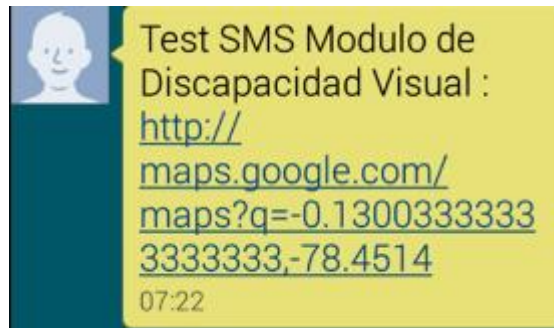 Test SMS Modulo de
Discapacidad Visual :
http://
maps.google.com/
maps?q=-0.1300333333
3333333,-78.4514
07:22